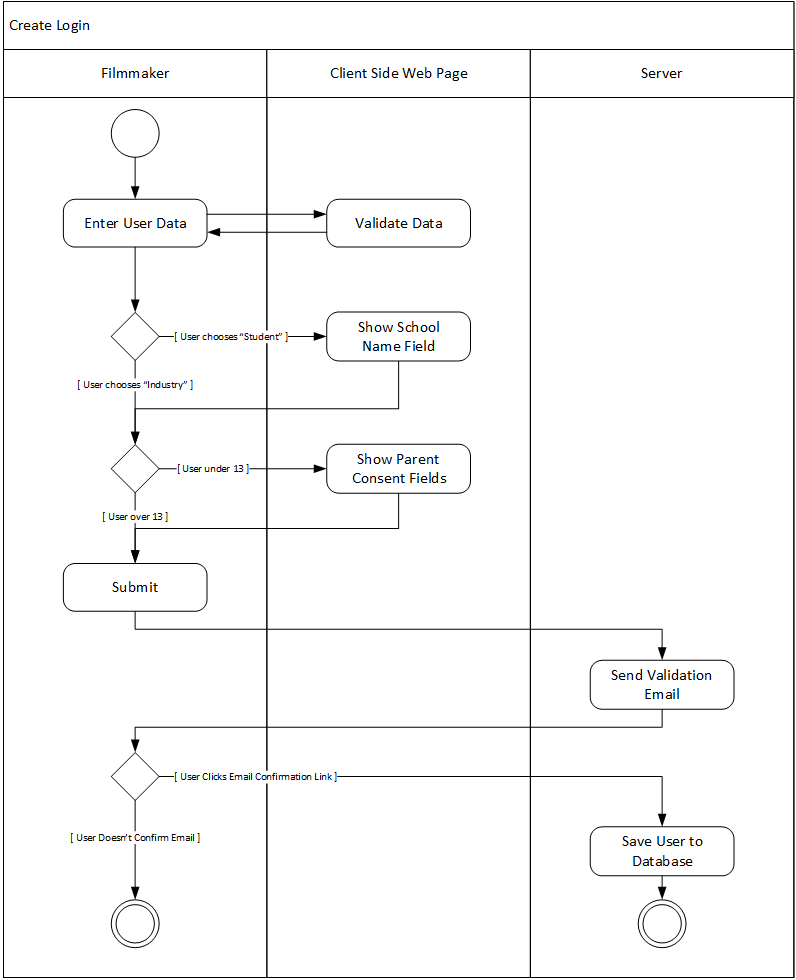 Create Login
Filmmaker
Client Side Web Page
Server
Enter User Data
Validate Data
[ User chooses “Student” ]
Show School
Name Field
[ User chooses “Industry” ]
[ User under 13 ]
Show Parent
Consent Fields
[ User over 13 ]
Submit
Send Validation
Email
[ User Clicks Email Confirmation Link ]
[ User Doesn’t Confirm Email ]
Save User to
Database